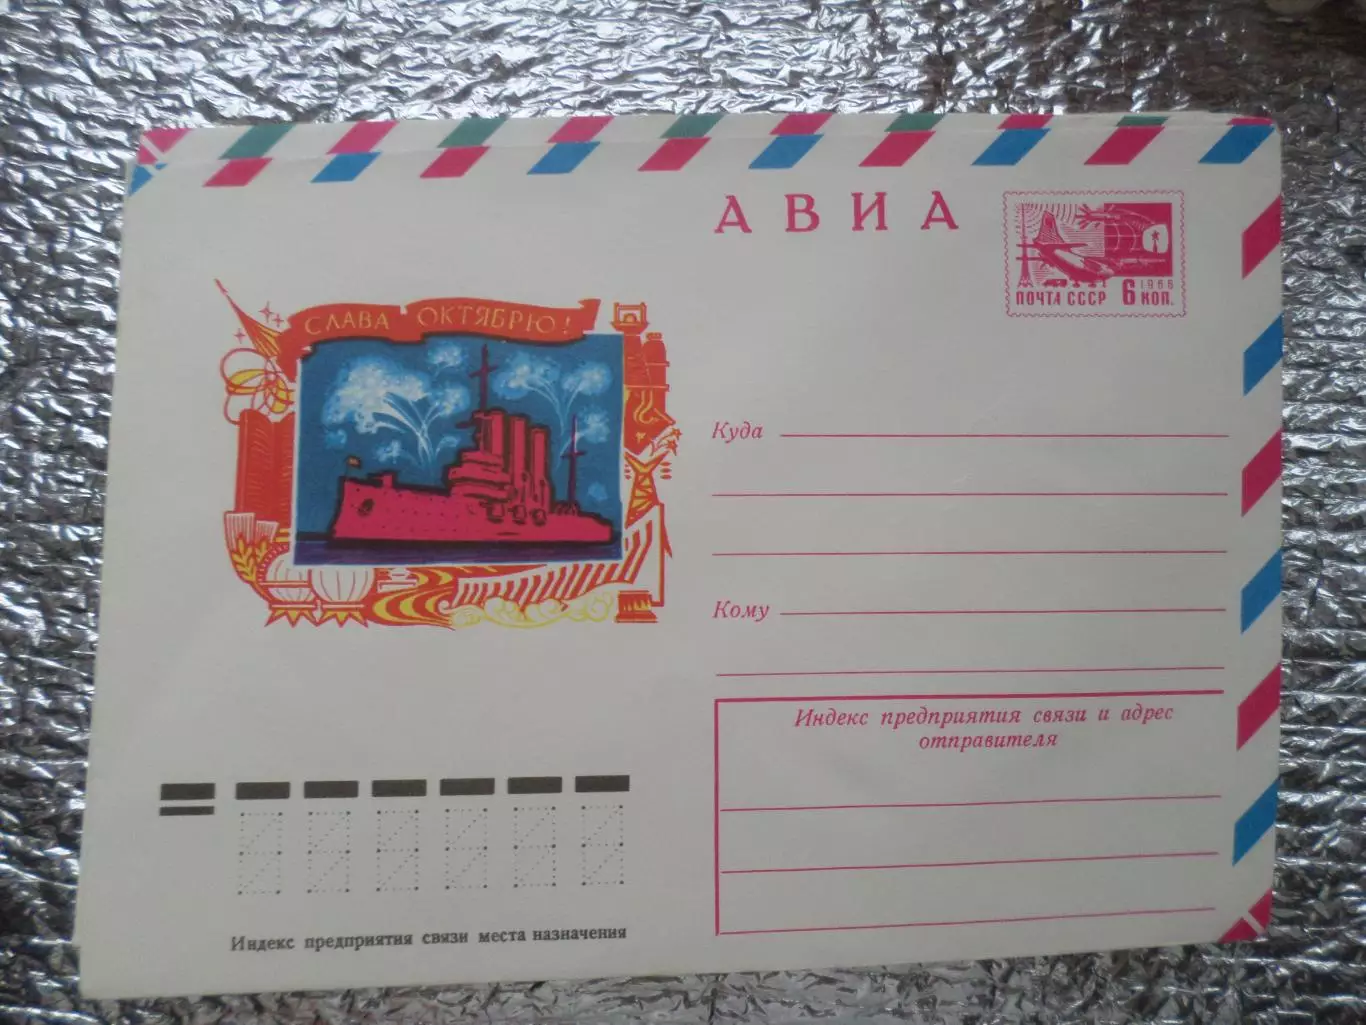 АВИА
1966
ПОЧТА СССР 6 КОП.
СЛАВА ОКТЯБРЮ!
Куда
Кому
Индекс предприятия связи и адрес
отправителя
Индекс предприятия связи места назначения